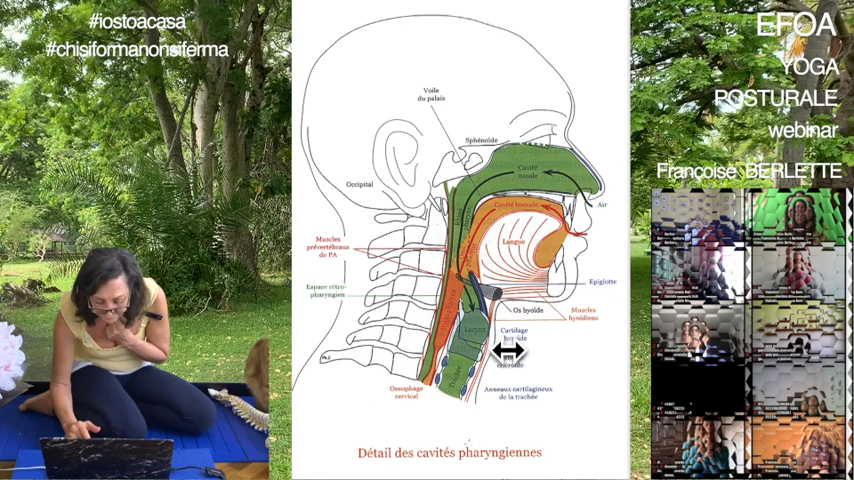 #iostoacasa
#chisiformanonsiferma
EFOA
YOGA
POSTURALE
webinar
Françoise BERLETTE
Voile
du palais
Sphénoïde
Cavité
nasale
Occipital
Air
Cavité buccale
Langue
Muscles
prévertébraux
de PA
Espace rétro-
pharyngien
Epiglotte
Os hyoïde
Muscles
hyoïdiens
Larynx
Cartilage
Trachée
Oesophage
cervical
Anneaux cartilagineux
de la trachée
Détail des cavités pharyngiennes